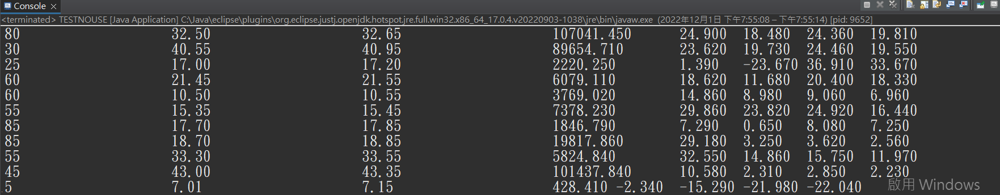 Console
<terminated> TESTNOUSE [Java Application] C:\Java\eclipse\plugins\org.eclipse.justj.openjdk.hotspot.jre.full.win32.x86_64_17.0.4.v20220903-1038\jre\bin\javaw.exe (2022年12月1日 下午7:55:08 – 下午7:55:14) [pid: 9652]
80 32.50 32.65 107041.450 24.900 18.480 24.360 19.810
30 40.55 40.95 89654.710 23.620 19.730 24.460 19.550
25 17.00 17.20 2220.250 1.390 -23.670 36.910 33.670
60 21.45 21.55 6079.110 18.620 11.680 20.400 18.330
60 10.50 10.55 3769.020 14.860 8.980 9.060 6.960
55 15.35 15.45 7378.230 29.860 23.820 24.920 16.440
85 17.70 17.85 1846.790 7.290 0.650 8.080 7.250
85 18.70 18.85 19817.860 29.180 3.250 3.620 2.560
55 33.30 33.55 5824.840 32.550 14.860 15.750 11.970
45 43.00 43.35 101437.840 10.580 2.310 2.850 2.230
5 7.01 7.15 428.410 -2.340 -15.290 -21.980 -22.040
啟用 Windows